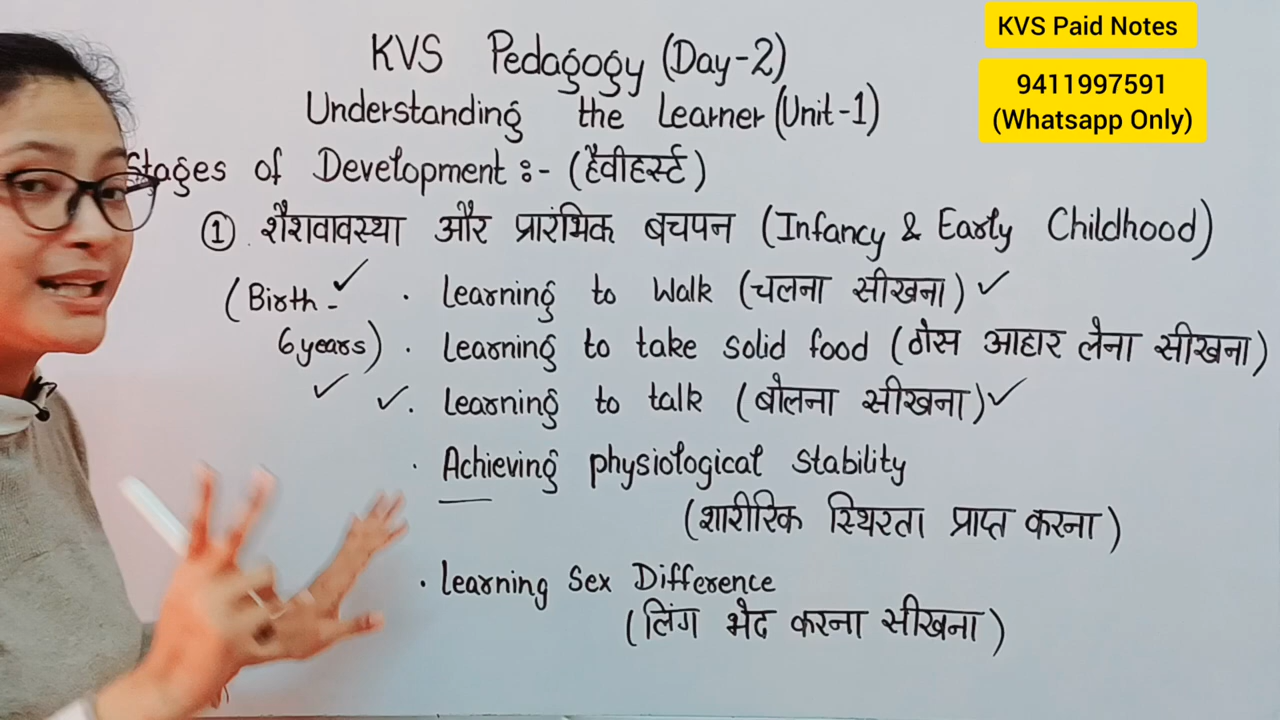 KVS Paid Notes
9411997591
(Whatsapp Only)
KVS Pedagogy (Day-2)
Understanding the Learner (Unit-1)
Stages of Development :- (हैवीहर्स्ट)
① शैशवावस्था और प्रारंभिक बचपन (Infancy & Early Childhood)
(Birth - 6 years)
· Learning to walk (चलना सीखना)
· Learning to take solid food (ठोस आहार लेना सीखना)
· Learning to talk (बोलना सीखना)
· Achieving physiological stability
(शारीरिक स्थिरता प्राप्त करना)
· Learning Sex Difference
(लिंग भेद करना सीखना)